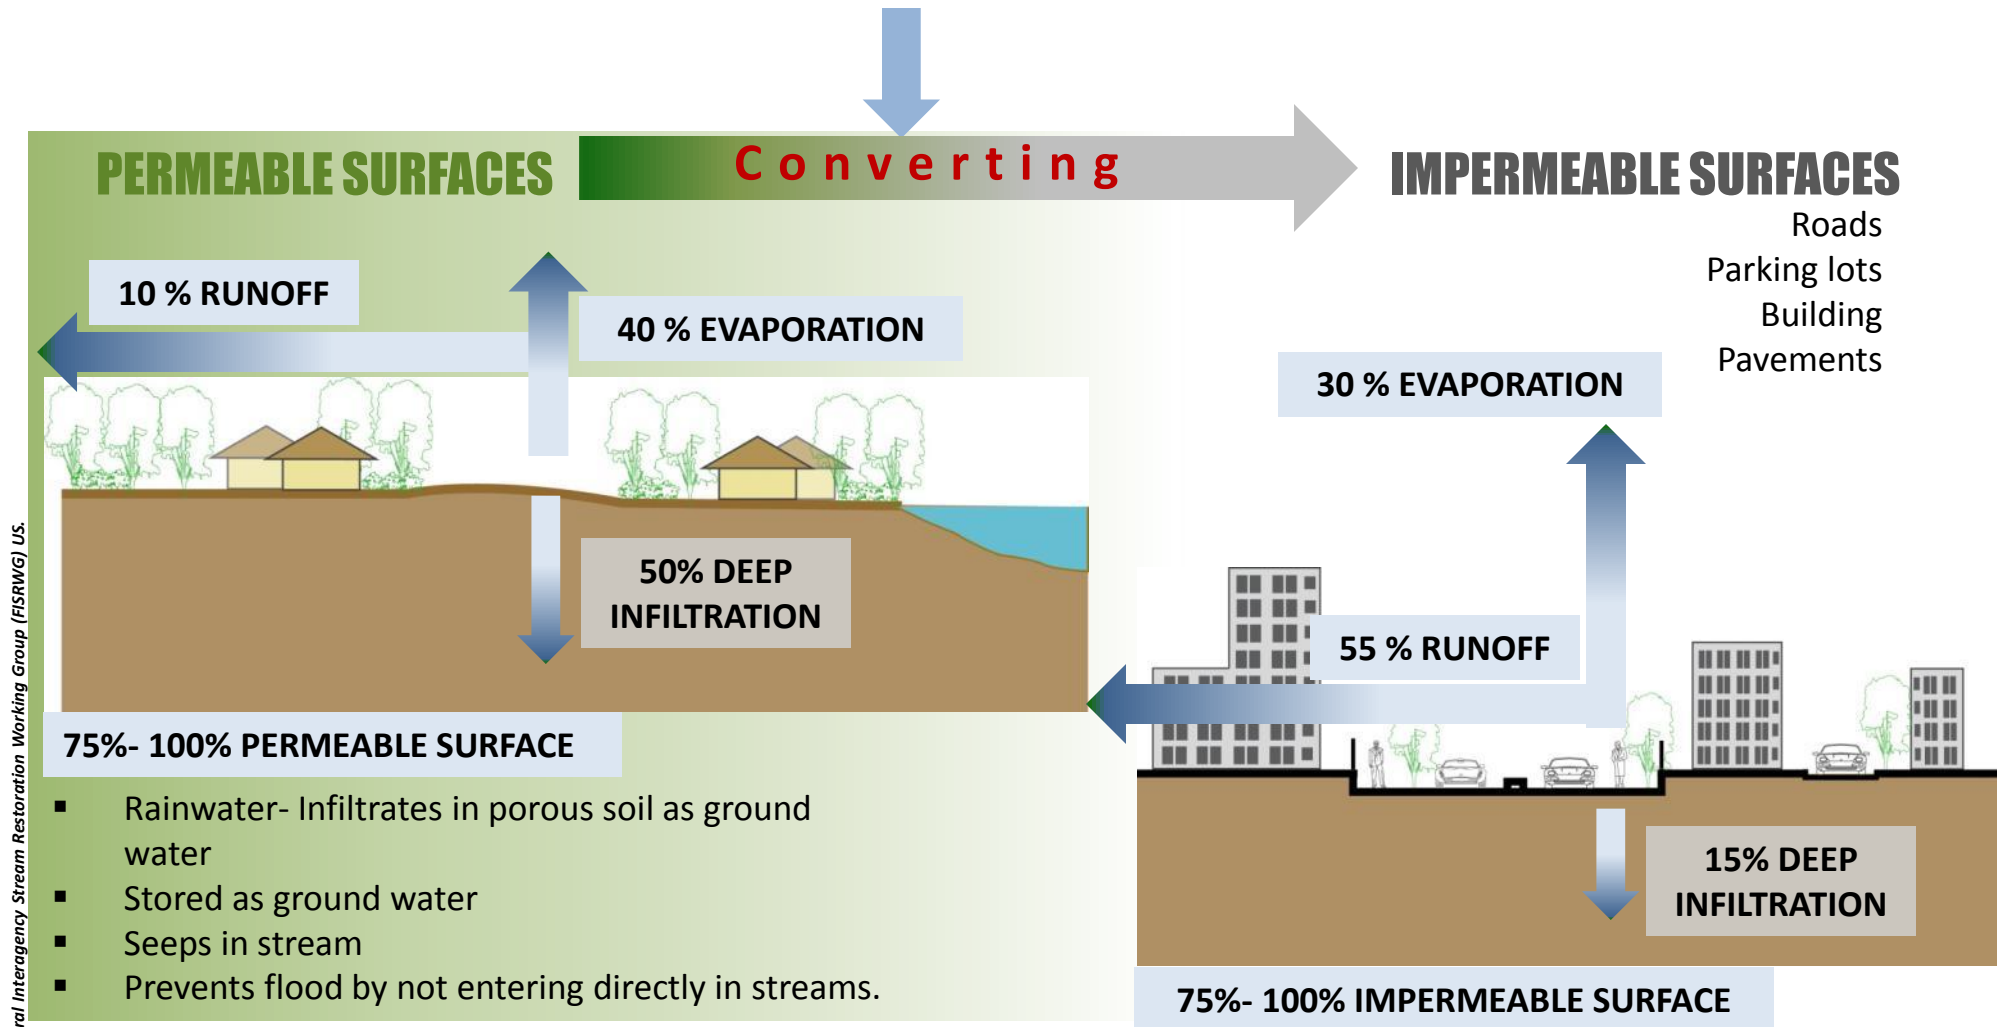 PERMEABLE SURFACES
Converting
IMPERMEABLE SURFACES
Roads
Parking lots
Building
Pavements
10 % RUNOFF
40 % EVAPORATION
30 % EVAPORATION
50% DEEP
INFILTRATION
55 % RUNOFF
75%- 100% PERMEABLE SURFACE
▪ Rainwater- Infiltrates in porous soil as ground
water
▪ Stored as ground water
▪ Seeps in stream
▪ Prevents flood by not entering directly in streams.
15% DEEP
INFILTRATION
75%- 100% IMPERMEABLE SURFACE
Interagency Stream Restoration Working Group (FISRWG) US.